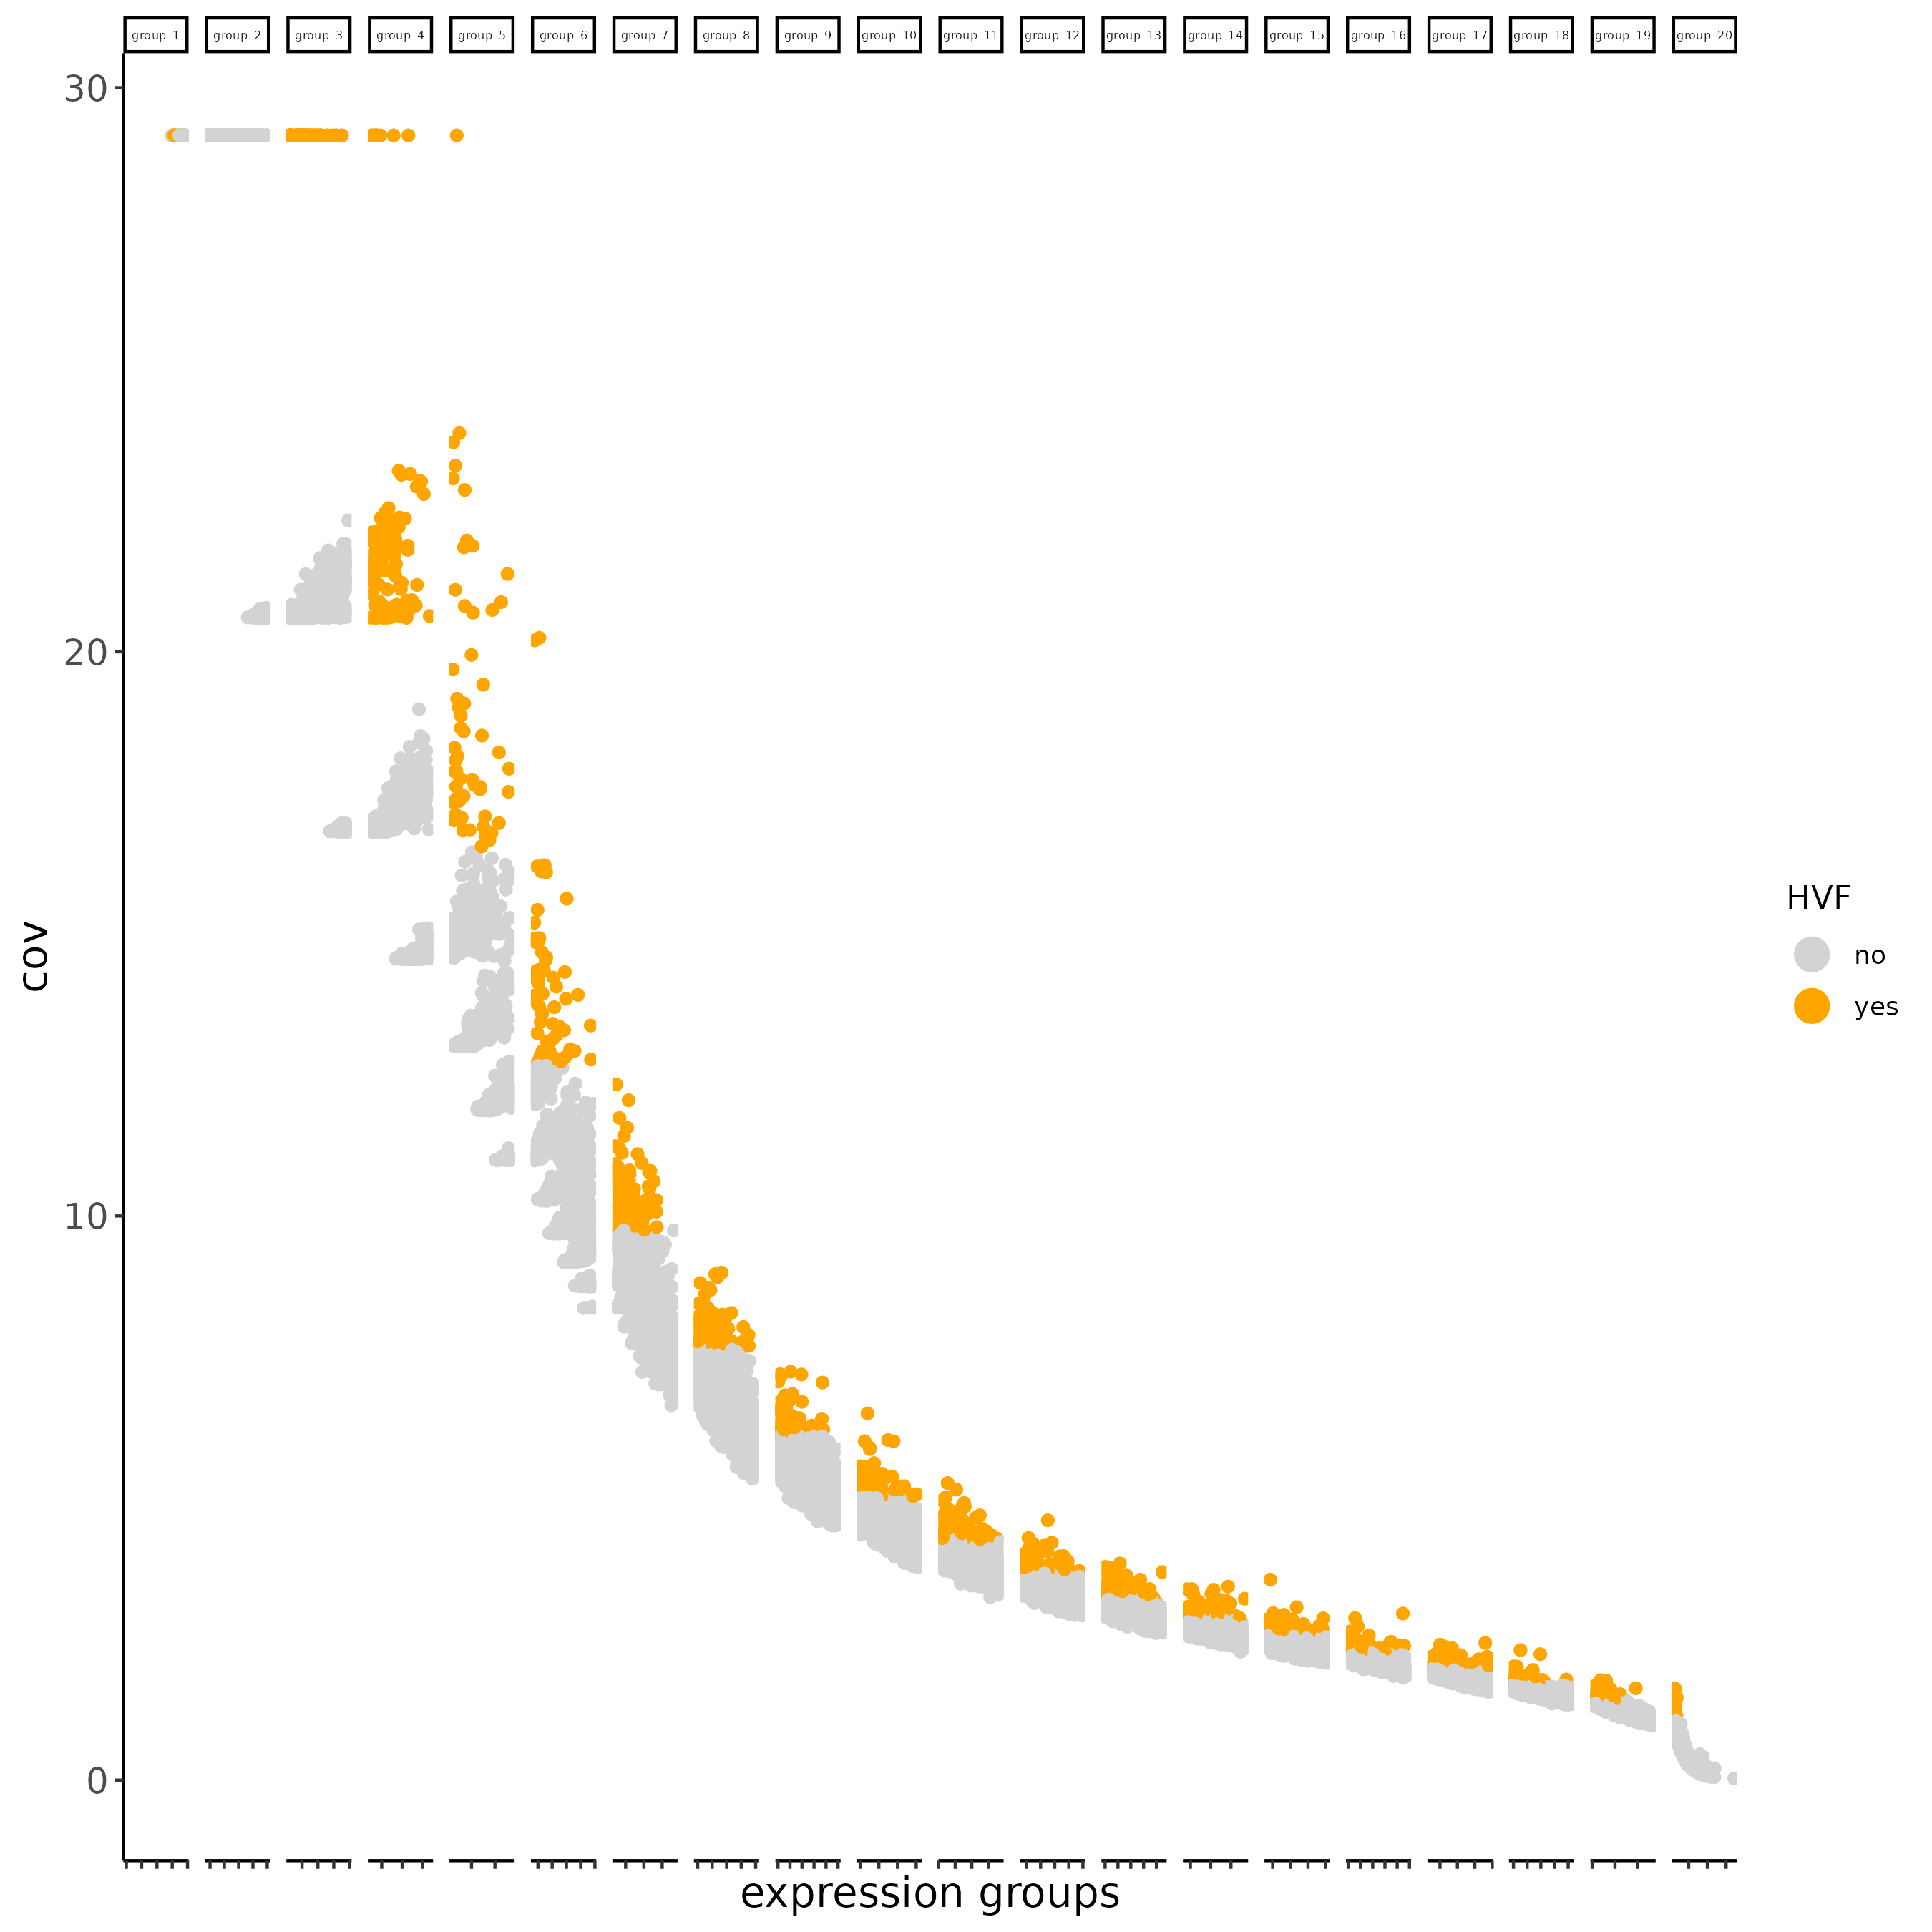 group_1 group_2 group_3 group_4 group_5 group_6 group_7 group_8 group_9 group_10 group_11 group_12 group_13 group_14 group_15 group_16 group_17 group_18 group_19 group_20
30
20
10
0
cov
expression groups
HVF
no
yes